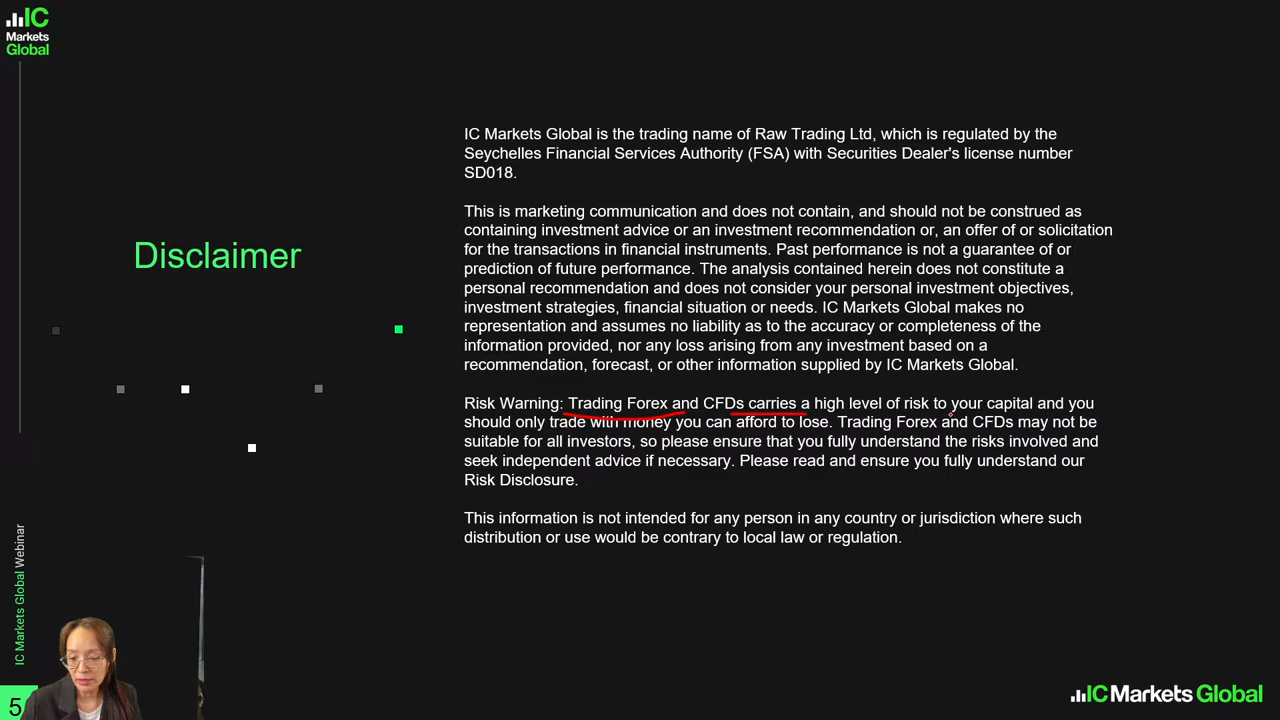 IC
Markets
Global
Disclaimer
IC Markets Global is the trading name of Raw Trading Ltd, which is regulated by the
Seychelles Financial Services Authority (FSA) with Securities Dealer's license number
SD018.
This is marketing communication and does not contain, and should not be construed as
containing investment advice or an investment recommendation or, an offer of or solicitation
for the transactions in financial instruments. Past performance is not a guarantee of or
prediction of future performance. The analysis contained herein does not constitute a
personal recommendation and does not consider your personal investment objectives,
investment strategies, financial situation or needs. IC Markets Global makes no
representation and assumes no liability as to the accuracy or completeness of the
information provided, nor any loss arising from any investment based on a
recommendation, forecast, or other information supplied by IC Markets Global.
Risk Warning: Trading Forex and CFDs carries a high level of risk to your capital and you
should only trade with money you can afford to lose. Trading Forex and CFDs may not be
suitable for all investors, so please ensure that you fully understand the risks involved and
seek independent advice if necessary. Please read and ensure you fully understand our
Risk Disclosure.
This information is not intended for any person in any country or jurisdiction where such
distribution or use would be contrary to local law or regulation.
IC Markets Global Webinar
5
IC Markets Global